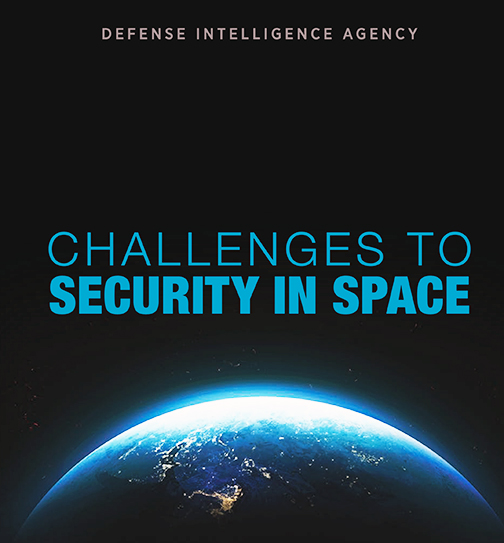 DEFENSE INTELLIGENCE AGENCY
CHALLENGES TO
SECURITY IN SPACE